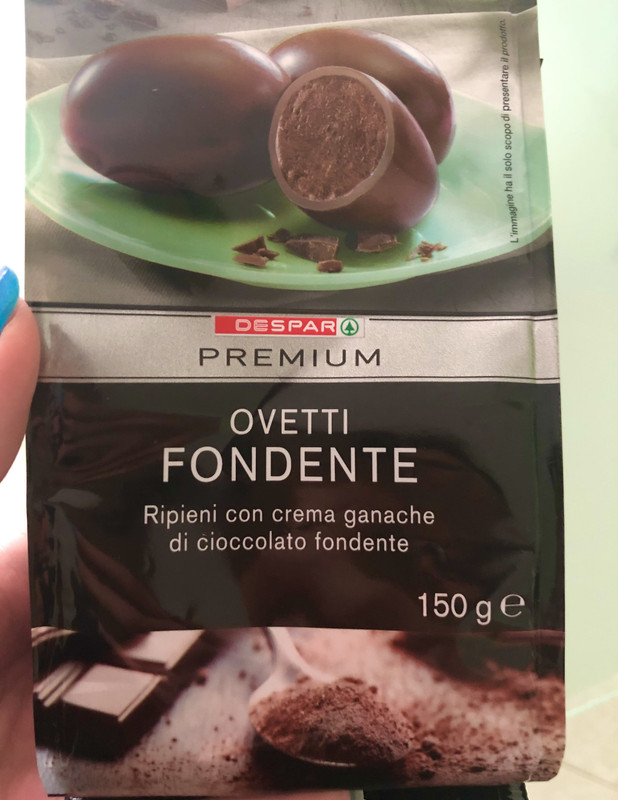 L'immagine ha il solo scopo di presentare il prodotto
DESPAR
PREMIUM
OVETTI
FONDENTE
Ripieni con crema ganache
di cioccolato fondente
150 g e